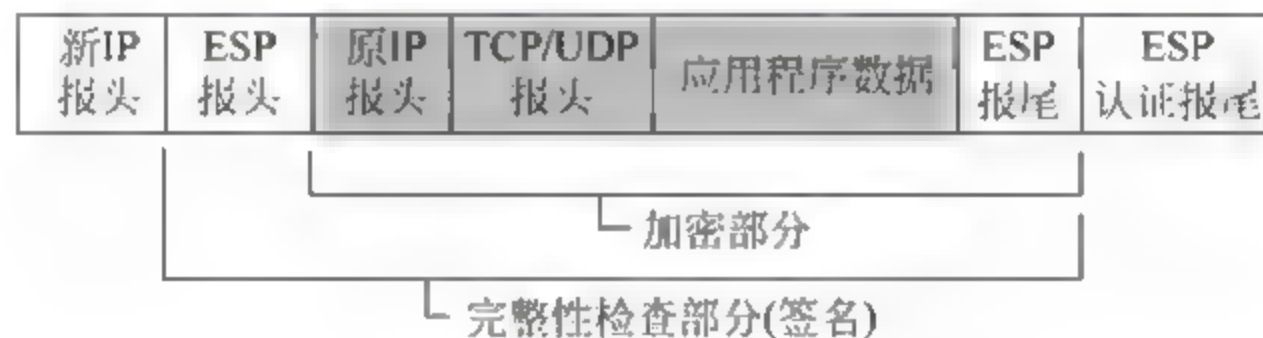 新IP
报头
ESP
报头
原IP
报头
TCP/UDP
报头
应用程序数据
ESP
报尾
ESP
认证报尾
加密部分
完整性检查部分(签名)